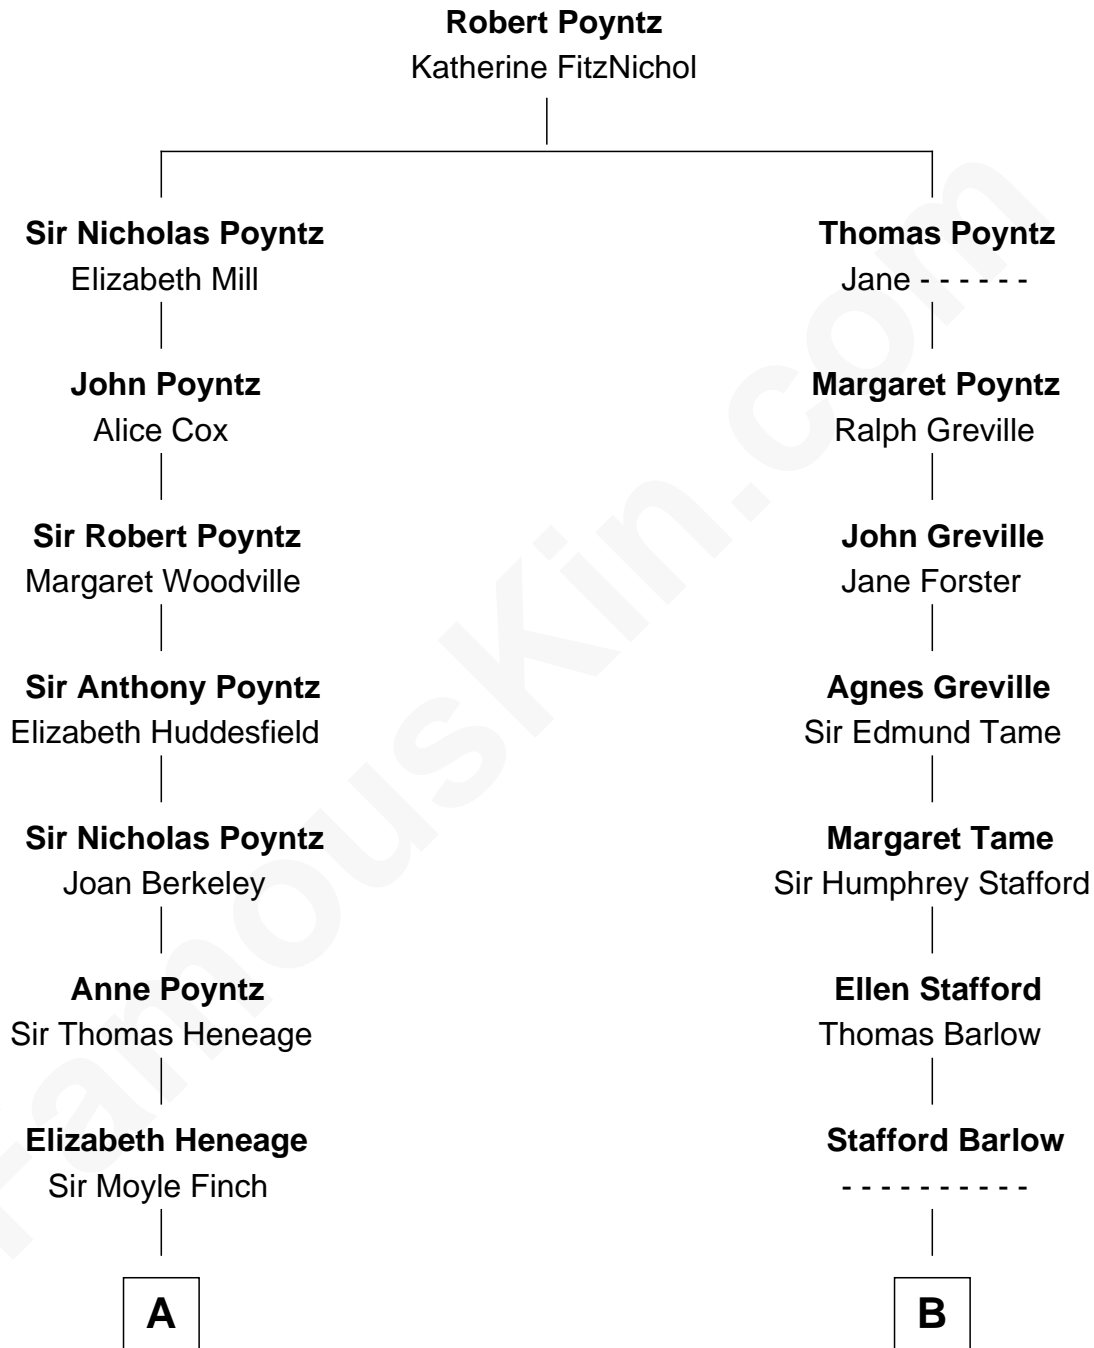 Robert Poyntz
Katherine FitzNichol
Sir Nicholas Poyntz
Elizabeth Mill
John Poyntz
Alice Cox
Sir Robert Poyntz
Margaret Woodville
Sir Anthony Poyntz
Elizabeth Huddesfield
Sir Nicholas Poyntz
Joan Berkeley
Anne Poyntz
Sir Thomas Heneage
Elizabeth Heneage
Sir Moyle Finch
A
Thomas Poyntz
Jane - - - - - -
Margaret Poyntz
Ralph Greville
John Greville
Jane Forster
Agnes Greville
Sir Edmund Tame
Margaret Tame
Sir Humphrey Stafford
Ellen Stafford
Thomas Barlow
Stafford Barlow
- - - - - - - - - -
B
FamousKin.com